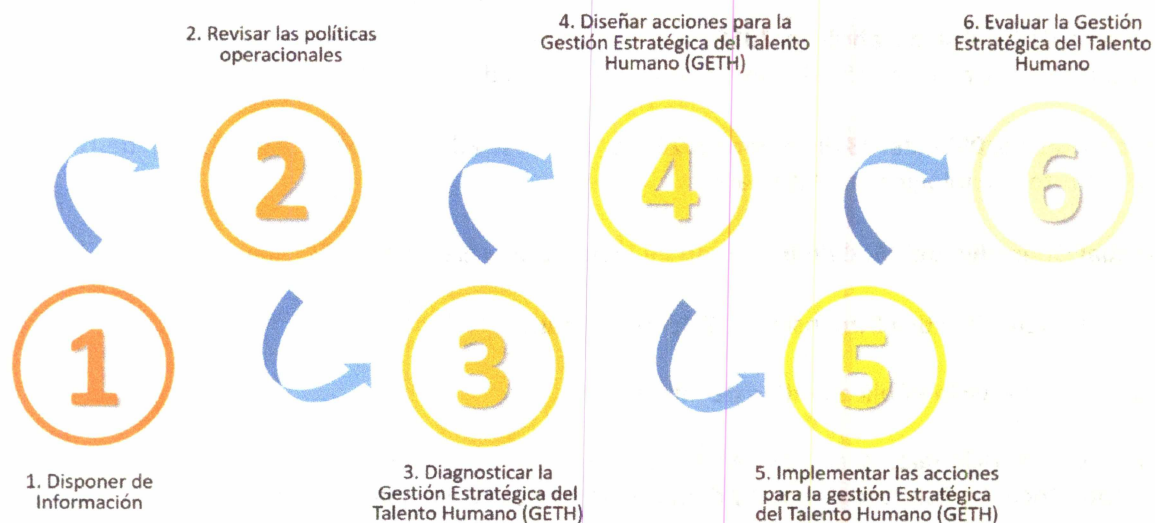 1
1. Disponer de
Información
2. Revisar las políticas
operacionales
2
3
3. Diagnosticar la
Gestión Estratégica del
Talento Humano (GETH)
4. Diseñar acciones para la
Gestión Estratégica del Talento
Humano (GETH)
4
5
5. Implementar las acciones
para la gestión Estratégica
del Talento Humano (GETH)
6. Evaluar la Gestión
Estratégica del Talento
Humano
6